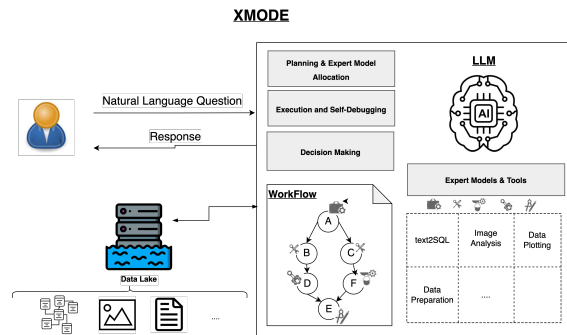 XMODE
Planning & Expert Model
Allocation
LLM
Natural Language Question
Execution and Self-Debugging
AI
Response
Decision Making
Expert Models & Tools
WorkFlow
A
text2SQL
Image
Analysis
Data
Plotting
B
C
Data Lake
D
F
Data
Preparation
....
E
....